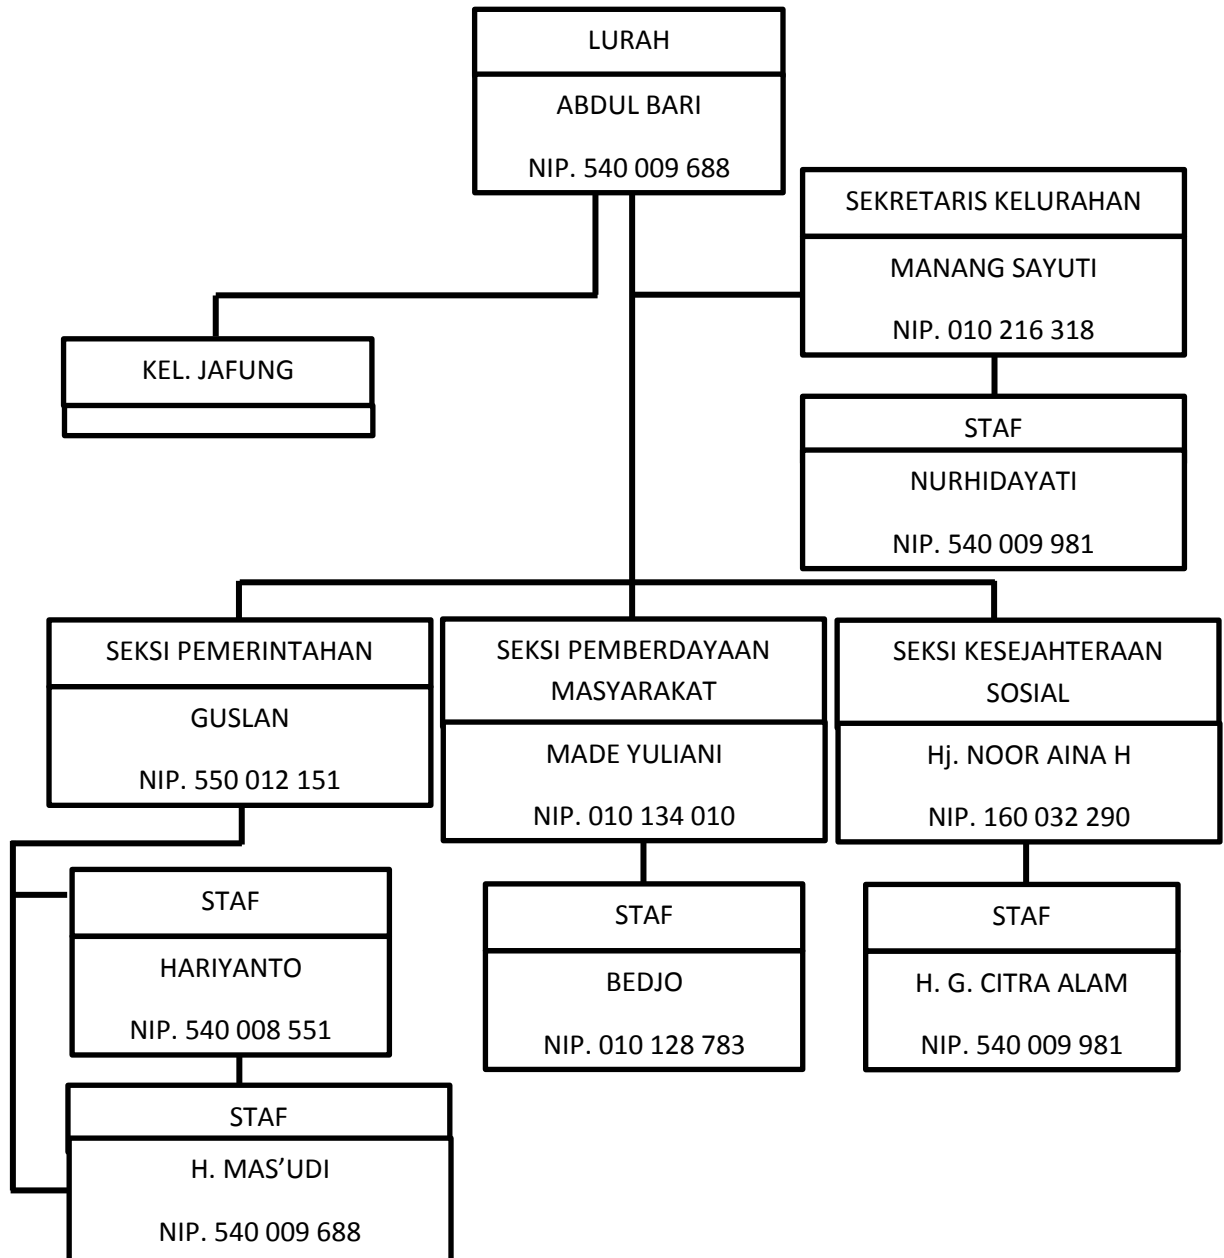 LURAH
ABDUL BARI
NIP. 540 009 688
SEKRETARIS KELURAHAN
MANANG SAYUTI
NIP. 010 216 318
KEL. JAFUNG
STAF
NURHIDAYATI
NIP. 540 009 981
SEKSI PEMERINTAHAN
GUSLAN
NIP. 550 012 151
SEKSI PEMBERDAYAAN
MASYARAKAT
MADE YULIANI
NIP. 010 134 010
SEKSI KESEJAHTERAAN
SOSIAL
Hj. NOOR AINA H
NIP. 160 032 290
STAF
HARIYANTO
NIP. 540 008 551
STAF
BEDJO
NIP. 010 128 783
STAF
H. G. CITRA ALAM
NIP. 540 009 981
STAF
H. MAS’UDI
NIP. 540 009 688